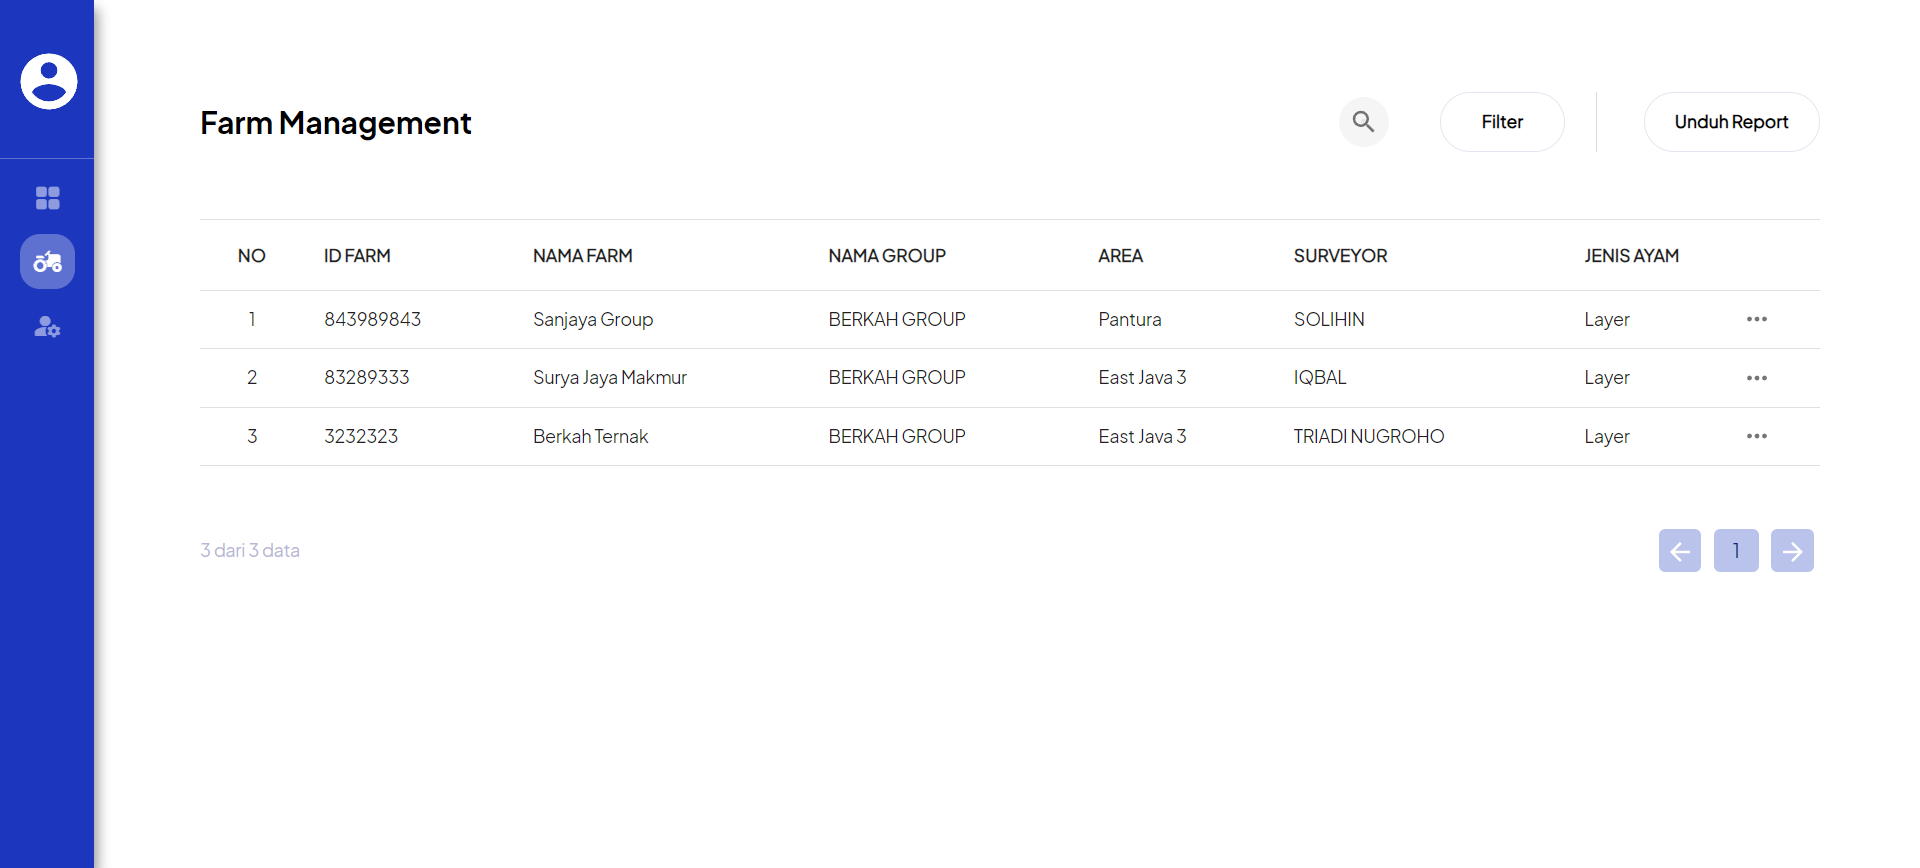 Farm Management
Filter
Unduh Report
NO ID FARM NAMA FARM NAMA GROUP AREA SURVEYOR JENIS AYAM
1 843989843 Sanjaya Group BERKAH GROUP Pantura SOLIHIN Layer
2 83289333 Surya Jaya Makmur BERKAH GROUP East Java 3 IQBAL Layer
3 3232323 Berkah Ternak BERKAH GROUP East Java 3 TRIADI NUGROHO Layer
3 dari 3 data
1